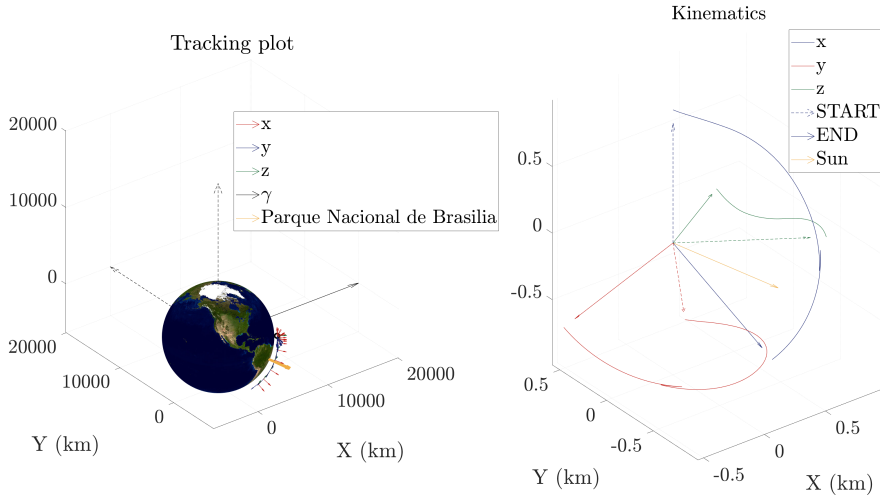 Tracking plot
x
y
z
γ
Parque Nacional de Brasilia
20000
10000
0
20000
10000
0
Y (km)
0
10000
20000
X (km)
Kinematics
x
y
z
START
END
Sun
0.5
0
-0.5
0.5
0
-0.5
Y (km)
-0.5
0
0.5
X (km)